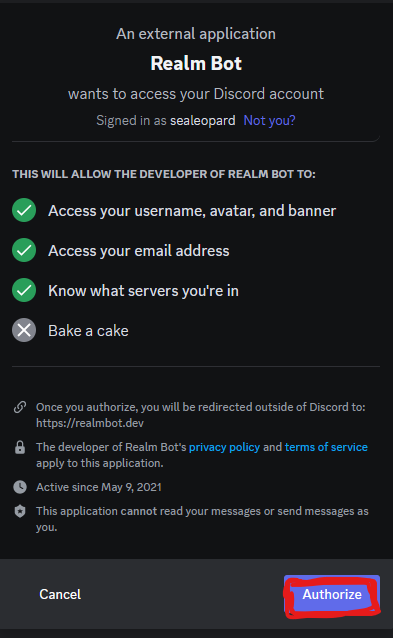 An external application
Realm Bot
wants to access your Discord account
Signed in as sealeopard Not you?
THIS WILL ALLOW THE DEVELOPER OF REALM BOT TO:
Access your username, avatar, and banner
Access your email address
Know what servers you're in
Bake a cake
Once you authorize, you will be redirected outside of Discord to:
https://realmbot.dev
The developer of Realm Bot's privacy policy and terms of service
apply to this application.
Active since May 9, 2021
This application cannot read your messages or send messages as
you.
Cancel
Authorize